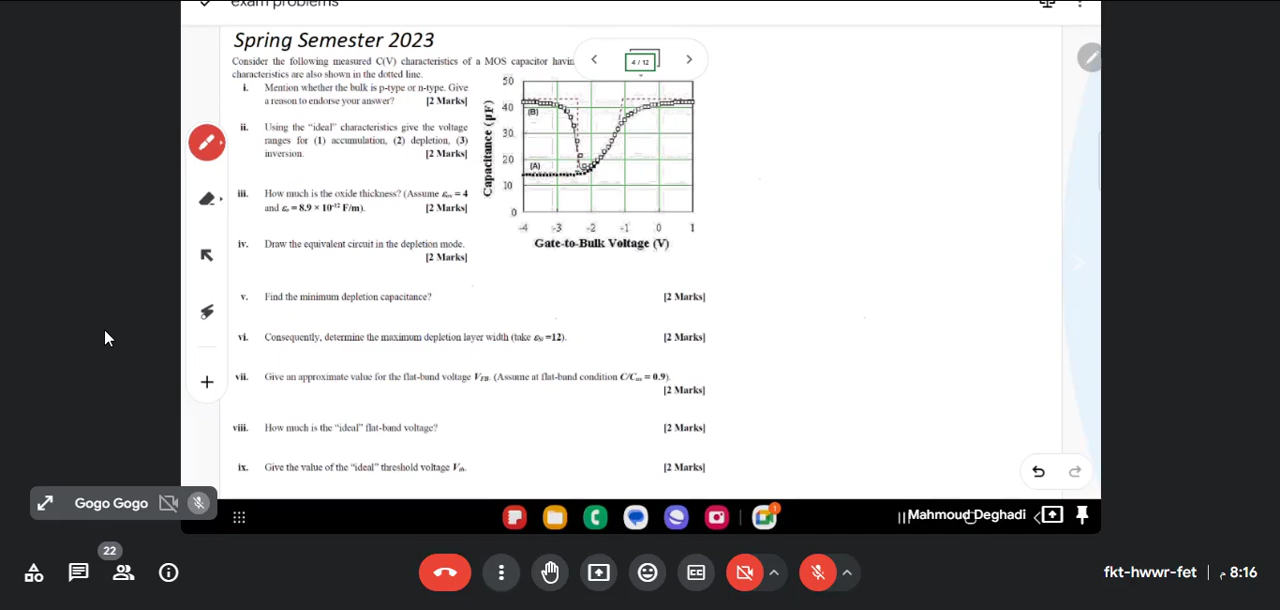 exam problems
Spring Semester 2023
Consider the following measured C(V) characteristics of a MOS capacitor
characteristics are also shown in the dotted line.
4 / 12
i. Mention whether the bulk is p-type or n-type. Give
a reason to endorse your answer? [2 Marks]
ii. Using the "ideal" characteristics give the voltage
ranges for (1) accumulation, (2) depletion, (3)
inversion. [2 Marks]
iii. How much is the oxide thickness? (Assume εox = 4
and εo = 8.9 × 10⁻¹² F/m). [2 Marks]
iv. Draw the equivalent circuit in the depletion mode.
[2 Marks]
Capacitance (pF)
50
40
30
20
10
0
(B)
(A)
-4 -3 -2 -1 0 1
Gate-to-Bulk Voltage (V)
v. Find the minimum depletion capacitance? [2 Marks]
vi. Consequently, determine the maximum depletion layer width (take εSi =12). [2 Marks]
vii. Give an approximate value for the flat-band voltage VFB. (Assume at flat-band condition C/Cox = 0.9).
[2 Marks]
viii. How much is the "ideal" flat-band voltage? [2 Marks]
ix. Give the value of the "ideal" threshold voltage Vth. [2 Marks]
Gogo Gogo
Mahmoud Deghadi
1
22
CC
fkt-hwwr-fet | 8:16 م